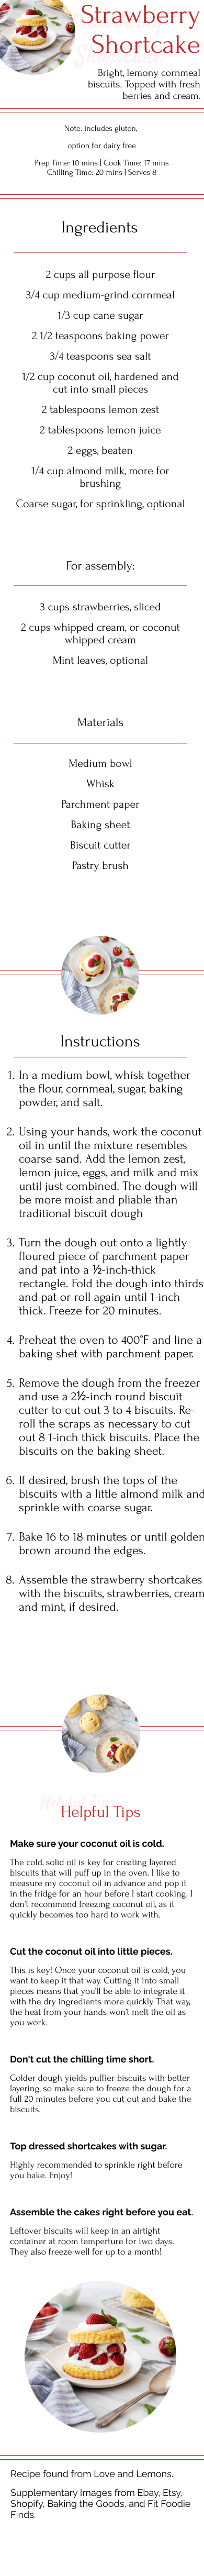 Strawberry
Shortcake
Bright, lemony cornmeal
biscuits. Topped with fresh
berries and cream.
Note: includes gluten,
option for dairy free
Prep Time: 10 mins | Cook Time: 17 mins
Chilling Time: 20 mins | Serves 8
Ingredients
2 cups all purpose flour
3/4 cup medium-grind cornmeal
1/3 cup cane sugar
2 1/2 teaspoons baking power
3/4 teaspoons sea salt
1/2 cup coconut oil, hardened and
cut into small pieces
2 tablespoons lemon zest
2 tablespoons lemon juice
2 eggs, beaten
1/4 cup almond milk, more for
brushing
Coarse sugar, for sprinkling, optional
For assembly:
3 cups strawberries, sliced
2 cups whipped cream, or coconut
whipped cream
Mint leaves, optional
Materials
Medium bowl
Whisk
Parchment paper
Baking sheet
Biscuit cutter
Pastry brush
Instructions
1. In a medium bowl, whisk together
the flour, cornmeal, sugar, baking
powder, and salt.
2. Using your hands, work the coconut
oil in until the mixture resembles
coarse sand. Add the lemon zest,
lemon juice, eggs, and milk and mix
until just combined. The dough will
be more moist and pliable than
traditional biscuit dough
3. Turn the dough out onto a lightly
floured piece of parchment paper
and pat into a ½-inch-thick
rectangle. Fold the dough into thirds
and pat or roll again until 1-inch
thick. Freeze for 20 minutes.
4. Preheat the oven to 400°F and line a
baking shet with parchment paper.
5. Remove the dough from the freezer
and use a 2½-inch round biscuit
cutter to cut out 3 to 4 biscuits. Re-
roll the scraps as necessary to cut
out 8 1-inch thick biscuits. Place the
biscuits on the baking sheet.
6. If desired, brush the tops of the
biscuits with a little almond milk and
sprinkle with coarse sugar.
7. Bake 16 to 18 minutes or until golden
brown around the edges.
8. Assemble the strawberry shortcakes
with the biscuits, strawberries, cream
and mint, if desired.
Helpful Tips
Helpful Tips
Make sure your coconut oil is cold.
The cold, solid oil is key for creating layered
biscuits that will puff up in the oven. I like to
measure my coconut oil in advance and pop it
in the fridge for an hour before I start cooking. I
don't recommend freezing coconut oil, as it
quickly becomes too hard to work with.
Cut the coconut oil into little pieces.
This is key! Once your coconut oil is cold, you
want to keep it that way. Cutting it into small
pieces means that you'll be able to integrate it
with the dry ingredients more quickly. That way,
the heat from your hands won't melt the oil as
you work.
Don't cut the chilling time short.
Colder dough yields puffier biscuits with better
layering, so make sure to freeze the dough for a
full 20 minutes before you cut out and bake the
biscuits.
Top dressed shortcakes with sugar.
Highly recommended to sprinkle right before
you bake. Enjoy!
Assemble the cakes right before you eat.
Leftover biscuits will keep in an airtight
container at room temperture for two days.
They also freeze well for up to a month!
Recipe found from Love and Lemons.
Supplementary Images from Ebay, Etsy,
Shopify, Baking the Goods, and Fit Foodie
Finds.